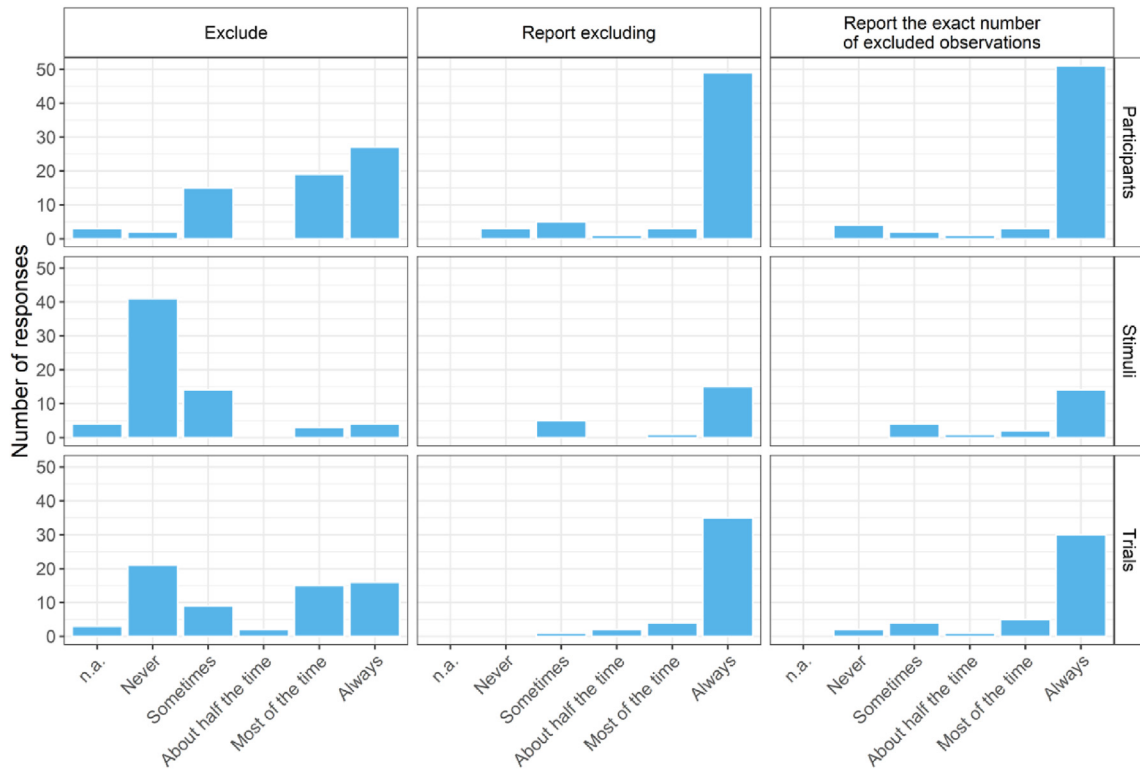 Exclude
Report excluding
Report the exact number
of excluded observations
Number of responses
50
40
30
20
10
0
Participants
50
40
30
20
10
0
Stimuli
50
40
30
20
10
0
Trials
n.a.
Never
Sometimes
About half the time
Most of the time
Always
n.a.
Never
Sometimes
About half the time
Most of the time
Always
n.a.
Never
Sometimes
About half the time
Most of the time
Always